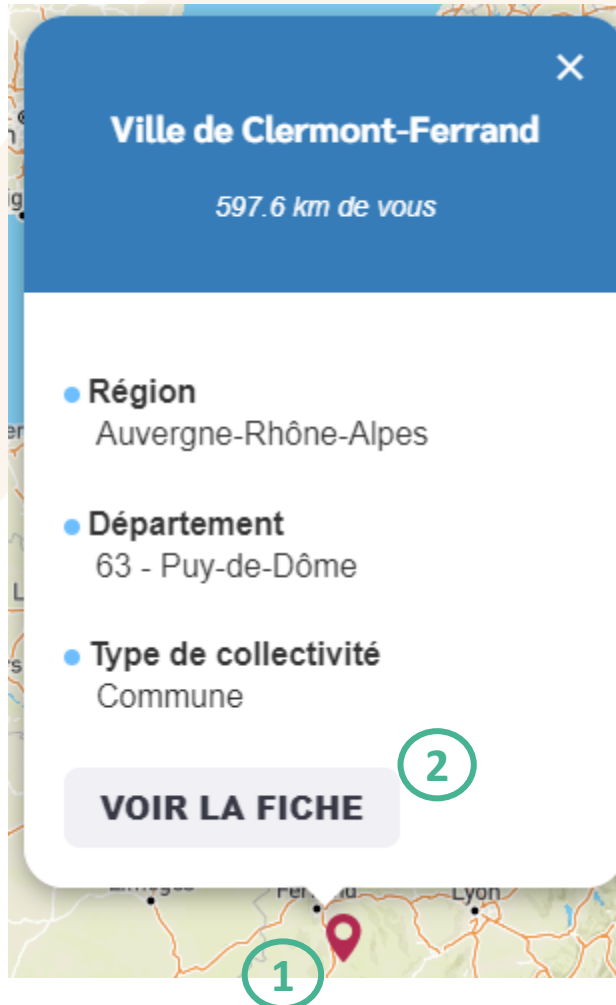 Ville de Clermont-Ferrand
597.6 km de vous
Région
Auvergne-Rhône-Alpes
Département
63 - Puy-de-Dôme
Type de collectivité
Commune
2
VOIR LA FICHE
Lyon
1